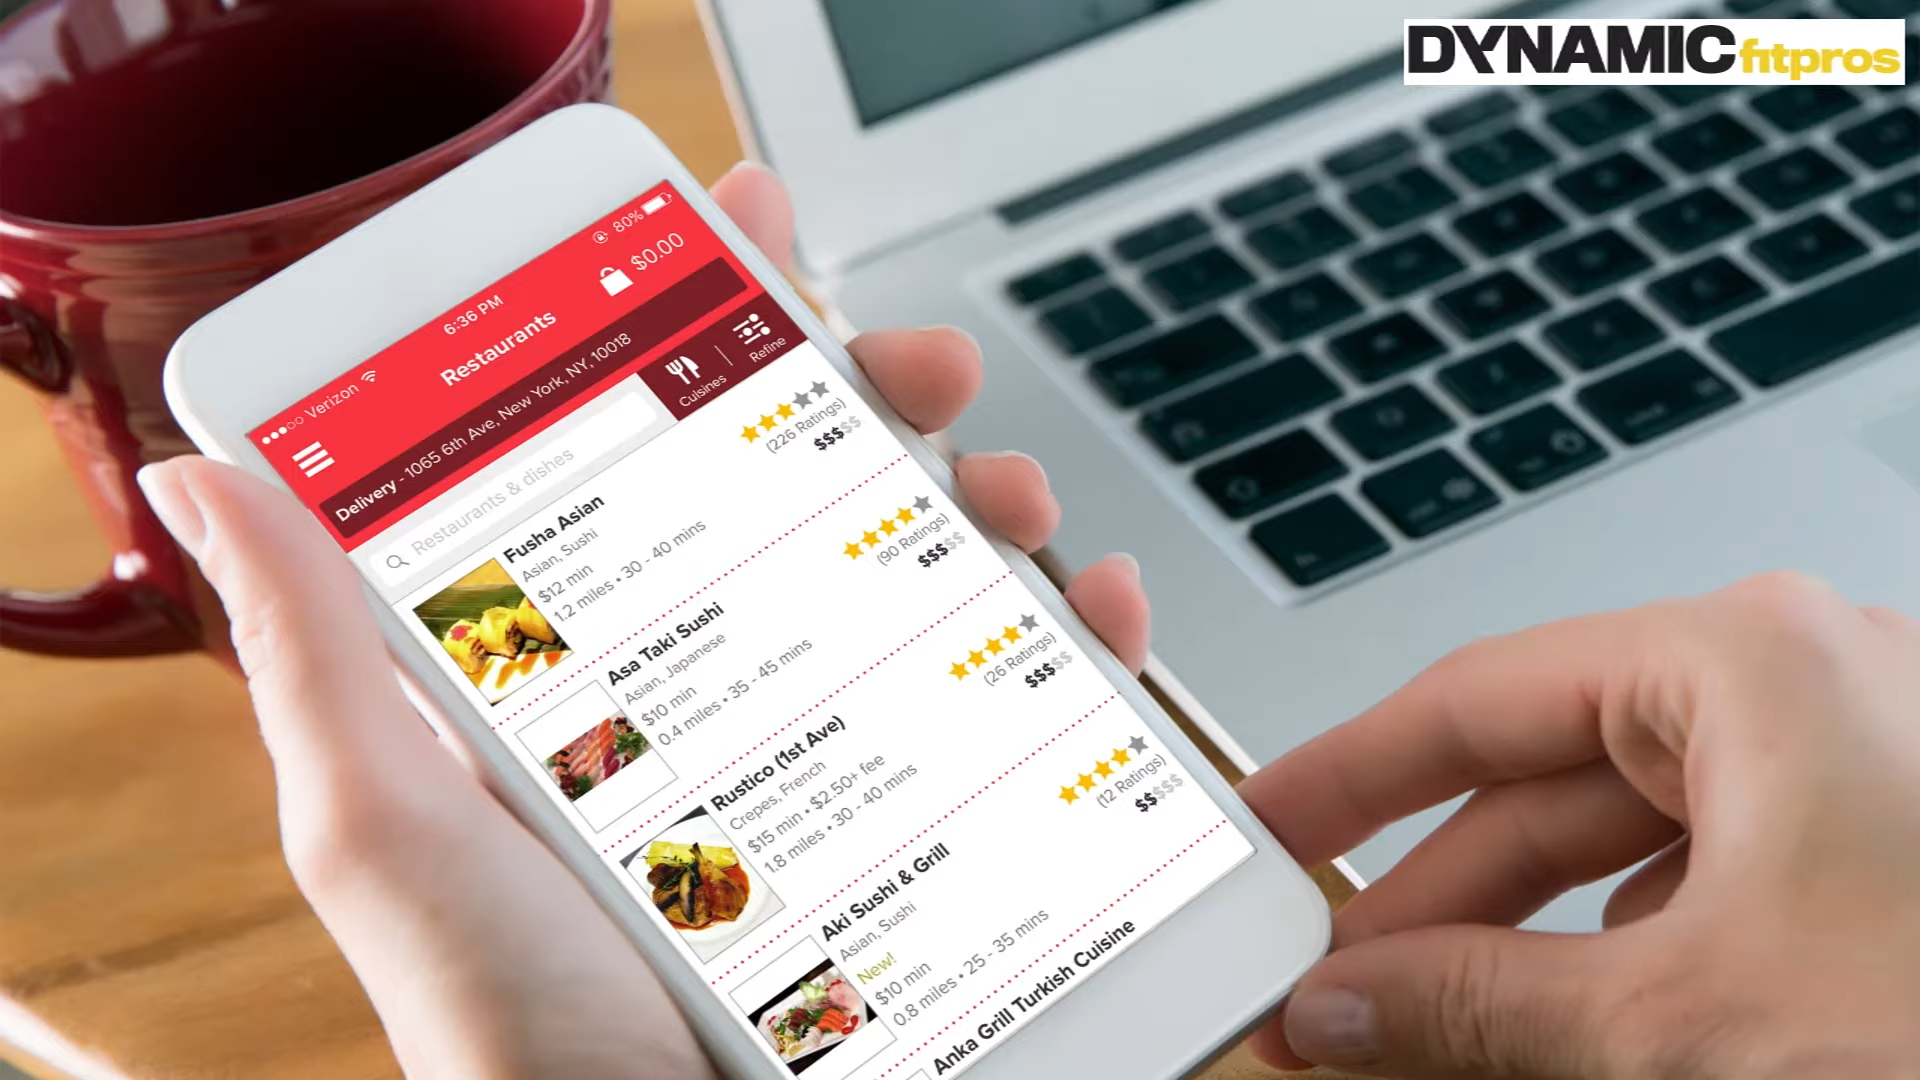 DYNAMICfitpros
Verizon
6:36 PM
80%
Restaurants
$0.00
Delivery - 1065 6th Ave, New York, NY, 10018
Restaurants & dishes
Cuisines
Refine
Fusha Asian
Asian, Sushi
$12 min
1.2 miles • 30 - 40 mins
(226 Ratings)
$$$$$
Asa Taki Sushi
Asian, Japanese
$10 min
0.4 miles • 35 - 45 mins
(90 Ratings)
$$$$$
Rustico (1st Ave)
Crepes, French
$15 min • $2.50+ fee
1.8 miles • 30 - 40 mins
(26 Ratings)
$$$$$
Aki Sushi & Grill
Asian, Sushi
New!
$10 min
0.8 miles • 25 - 35 mins
(12 Ratings)
$$$$$
Anka Grill Turkish Cuisine